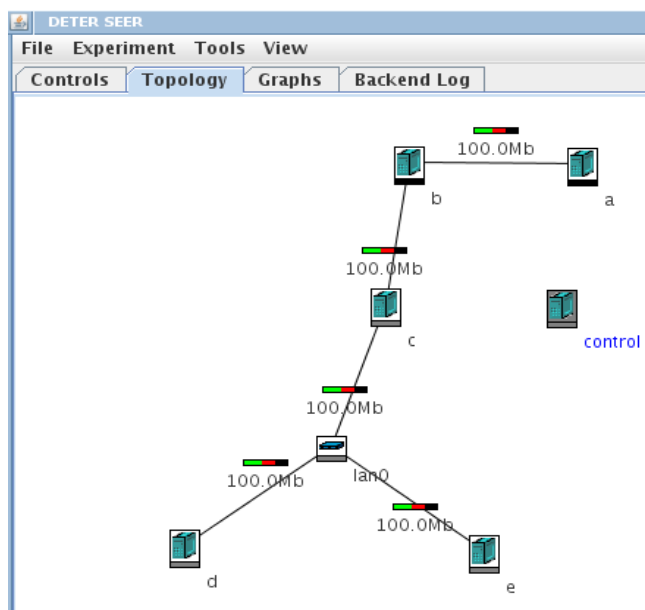 DETER SEER
File Experiment Tools View
Controls Topology Graphs Backend Log
100.0Mb
b
a
100.0Mb
c
control
100.0Mb
lan0
100.0Mb
100.0Mb
d
e